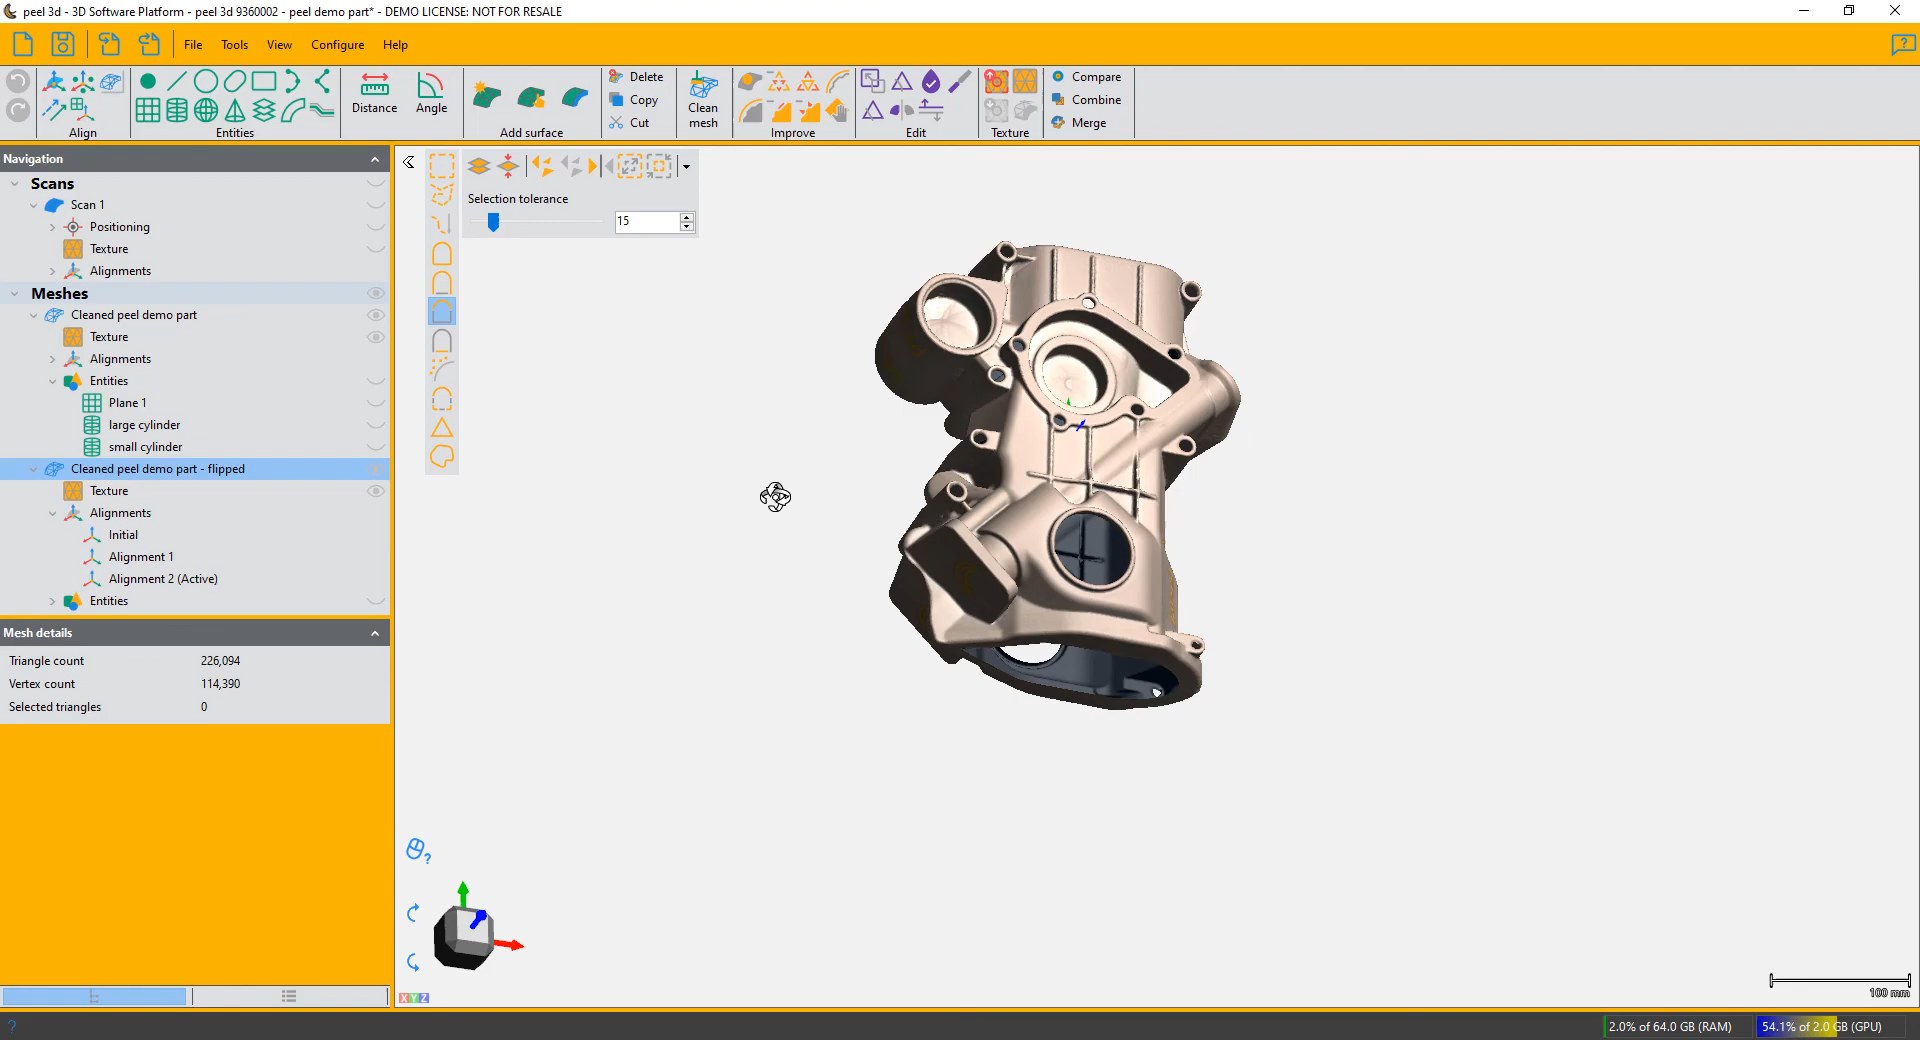 peel 3d - 3D Software Platform - peel 3d 9360002 - peel demo part* - DEMO LICENSE: NOT FOR RESALE
File Tools View Configure Help
Align
Entities
Distance
Angle
Add surface
Delete
Copy
Cut
Clean
mesh
Improve
Edit
Texture
Compare
Combine
Merge
Navigation
Scans
Scan 1
Positioning
Texture
Alignments
Meshes
Cleaned peel demo part
Texture
Alignments
Entities
Plane 1
large cylinder
small cylinder
Cleaned peel demo part - flipped
Texture
Alignments
Initial
Alignment 1
Alignment 2 (Active)
Entities
Mesh details
Triangle count 226,094
Vertex count 114,390
Selected triangles 0
Selection tolerance
15
?
XYZ
100 mm
?
2.0% of 64.0 GB (RAM) 54.1% of 2.0 GB (GPU)